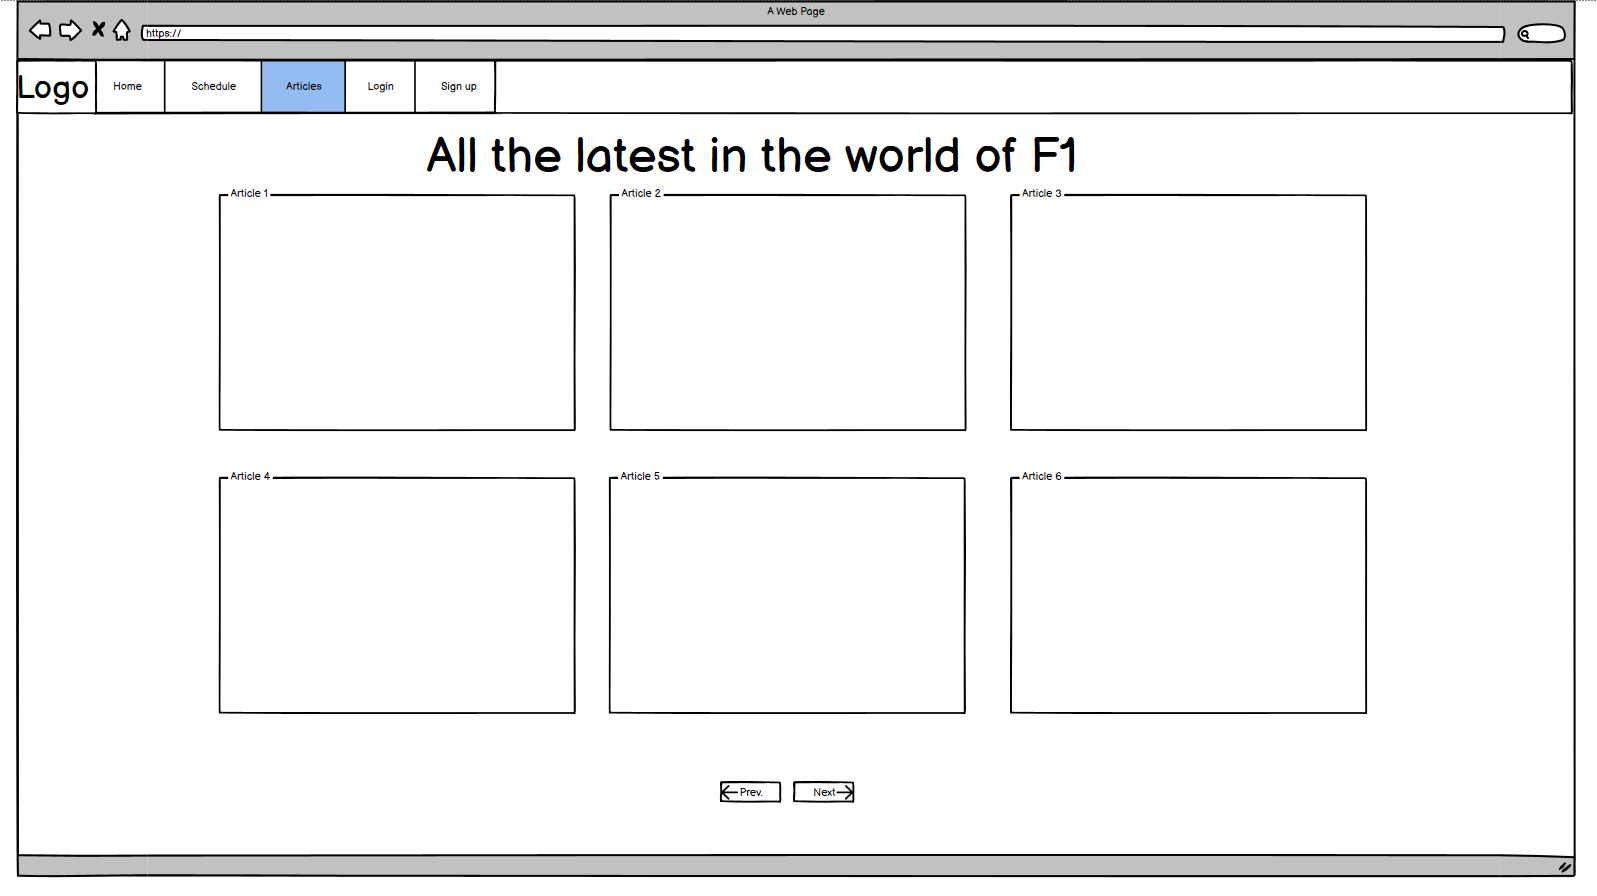 A Web Page
https://
Logo Home Schedule Articles Login Sign up
All the latest in the world of F1
Article 1 Article 2 Article 3
Article 4 Article 5 Article 6
Prev. Next